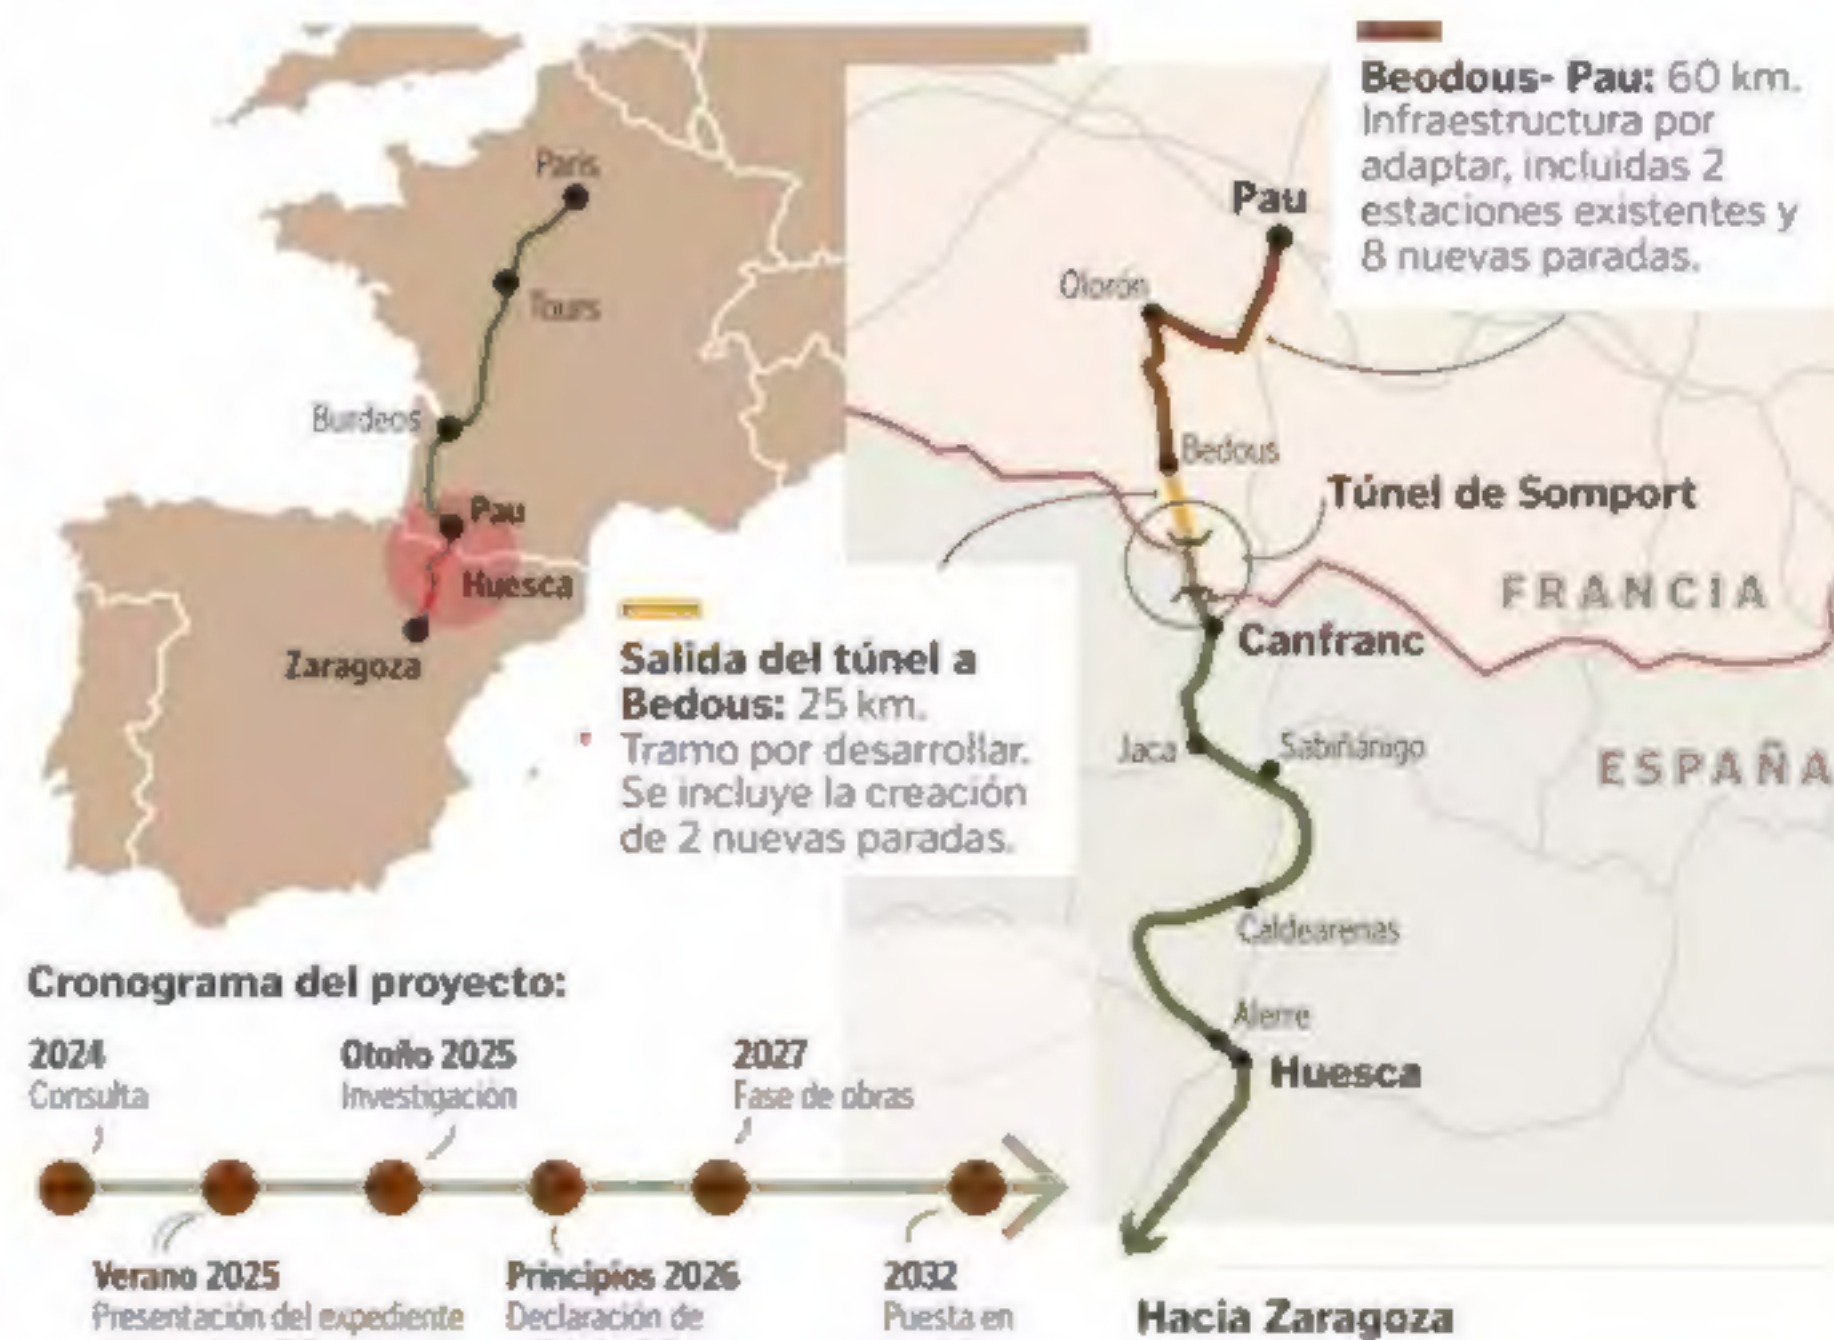 París
Tours
Burdeos
Pau
Huesca
Zaragoza
Beodous- Pau: 60 km.
Infraestructura por
adaptar, incluidas 2
estaciones existentes y
8 nuevas paradas.
Pau
Olorón
Bedous
Túnel de Somport
FRANCIA
Canfranc
Salida del túnel a
Bedous: 25 km.
Tramo por desarrollar.
Se incluye la creación
de 2 nuevas paradas.
Jaca
Sabiñánigo
ESPAÑA
Caldearenas
Alerre
Huesca
Hacia Zaragoza
Cronograma del proyecto:
2024
Consulta
Otoño 2025
Investigación
2027
Fase de obras
Verano 2025
Presentación del expediente
Principios 2026
Declaración de
2032
Puesta en